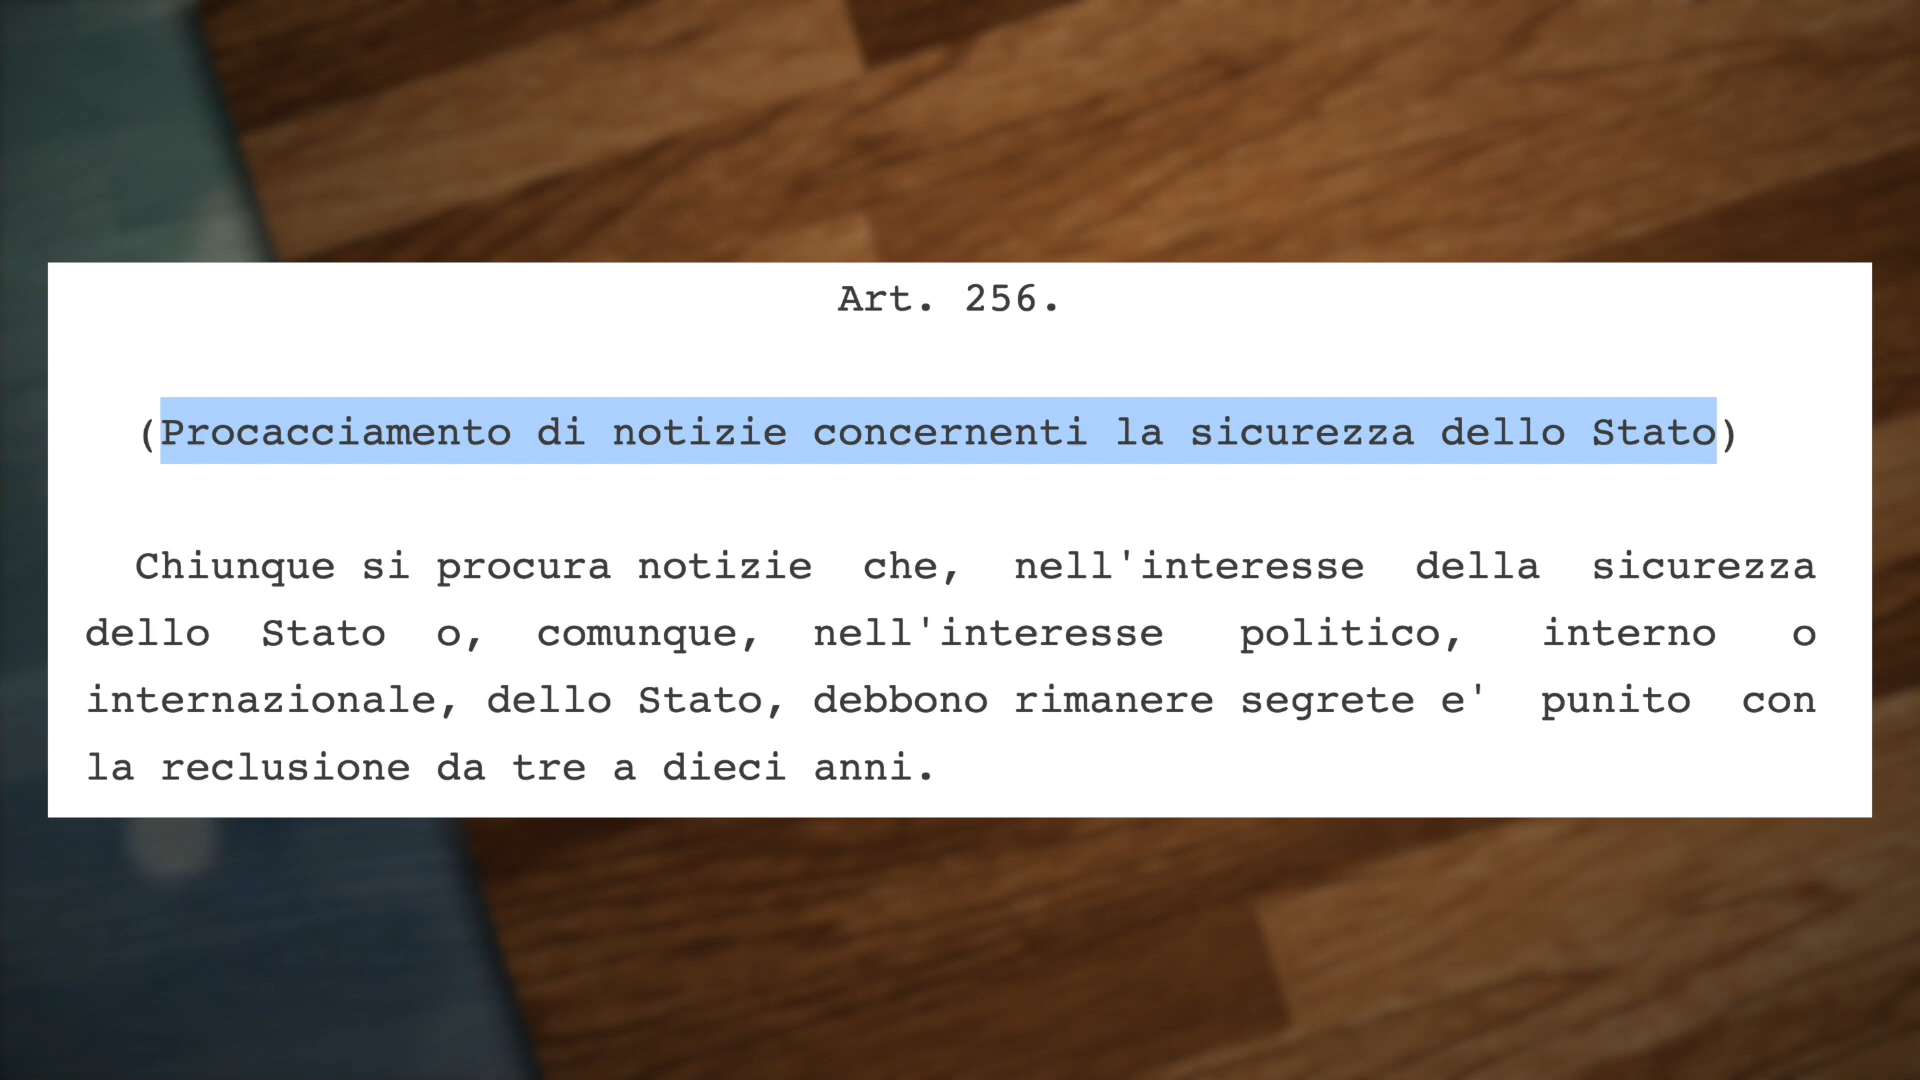 Art. 256.
(Procacciamento di notizie concernenti la sicurezza dello Stato)
Chiunque si procura notizie che, nell'interesse della sicurezza
dello Stato o, comunque, nell'interesse politico, interno o
internazionale, dello Stato, debbono rimanere segrete e' punito con
la reclusione da tre a dieci anni.